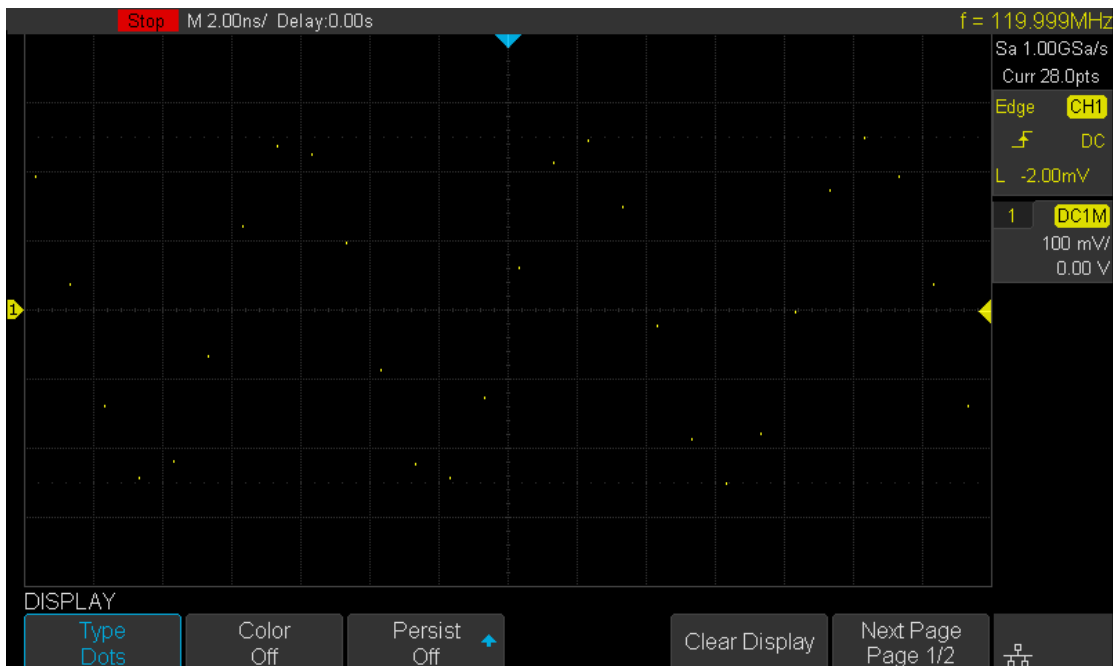 Stop M 2.00ns/ Delay:0.00s f = 119.999MHz
Sa 1.00GSa/s
Curr 28.0pts
Edge CH1
DC
L -2.00mV
1 DC1M
100 mV/
0.00 V
1
DISPLAY
Type
Dots
Color
Off
Persist
Off
Clear Display
Next Page
Page 1/2